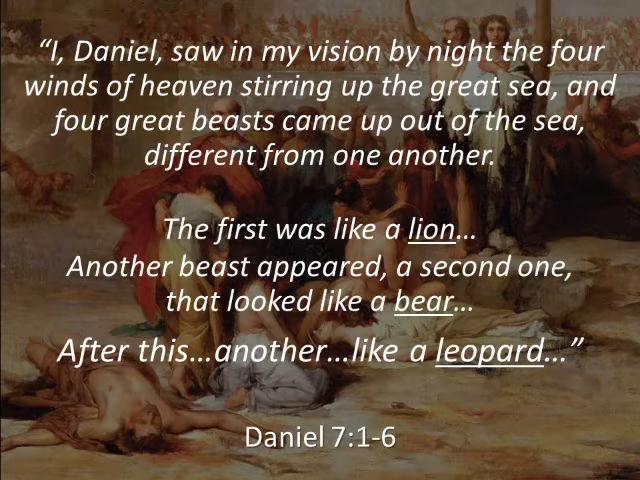 “I, Daniel, saw in my vision by night the four
winds of heaven stirring up the great sea, and
four great beasts came up out of the sea,
different from one another.
The first was like a lion…
Another beast appeared, a second one,
that looked like a bear…
After this…another…like a leopard…”
Daniel 7:1-6